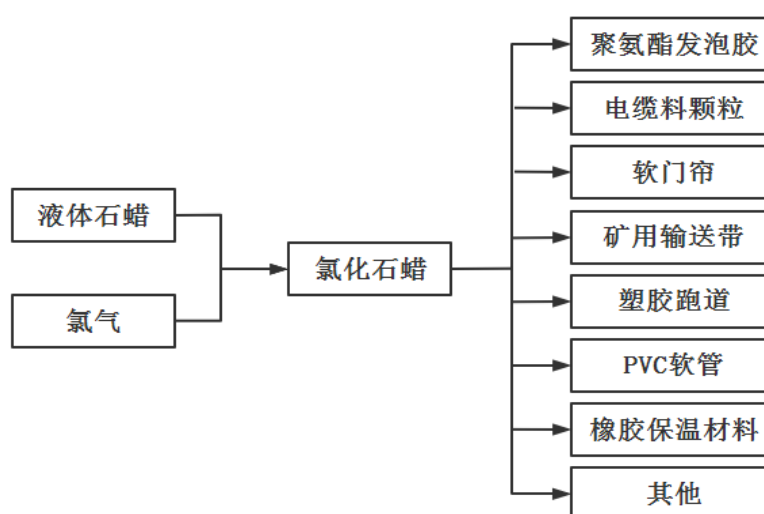 液体石蜡
氯气
氯化石蜡
聚氨酯发泡胶
电缆料颗粒
软门帘
矿用输送带
塑胶跑道
PVC软管
橡胶保温材料
其他